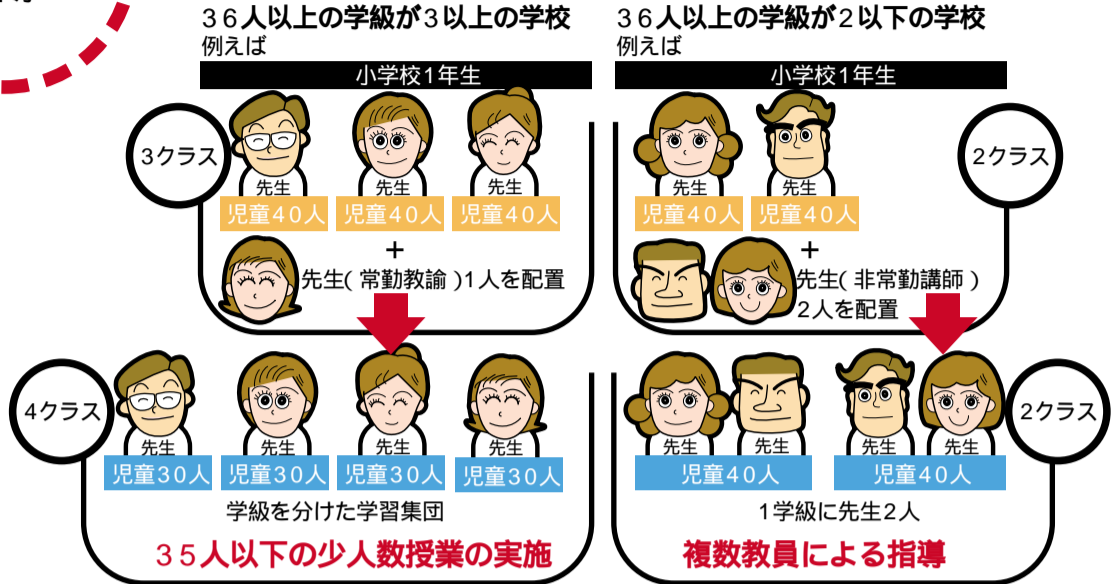 36人以上の学級が3以上の学校
例えば
小学校1年生
3クラス
先生
先生
先生
児童40人
児童40人
児童40人
+
先生(常勤教諭)1人を配置
4クラス
先生
先生
先生
先生
児童30人
児童30人
児童30人
児童30人
学級を分けた学習集団
35人以下の少人数授業の実施
36人以上の学級が2以下の学校
例えば
小学校1年生
2クラス
先生
先生
児童40人
児童40人
+
先生(非常勤講師)
2人を配置
2クラス
先生
先生
先生
先生
児童40人
児童40人
1学級に先生2人
複数教員による指導